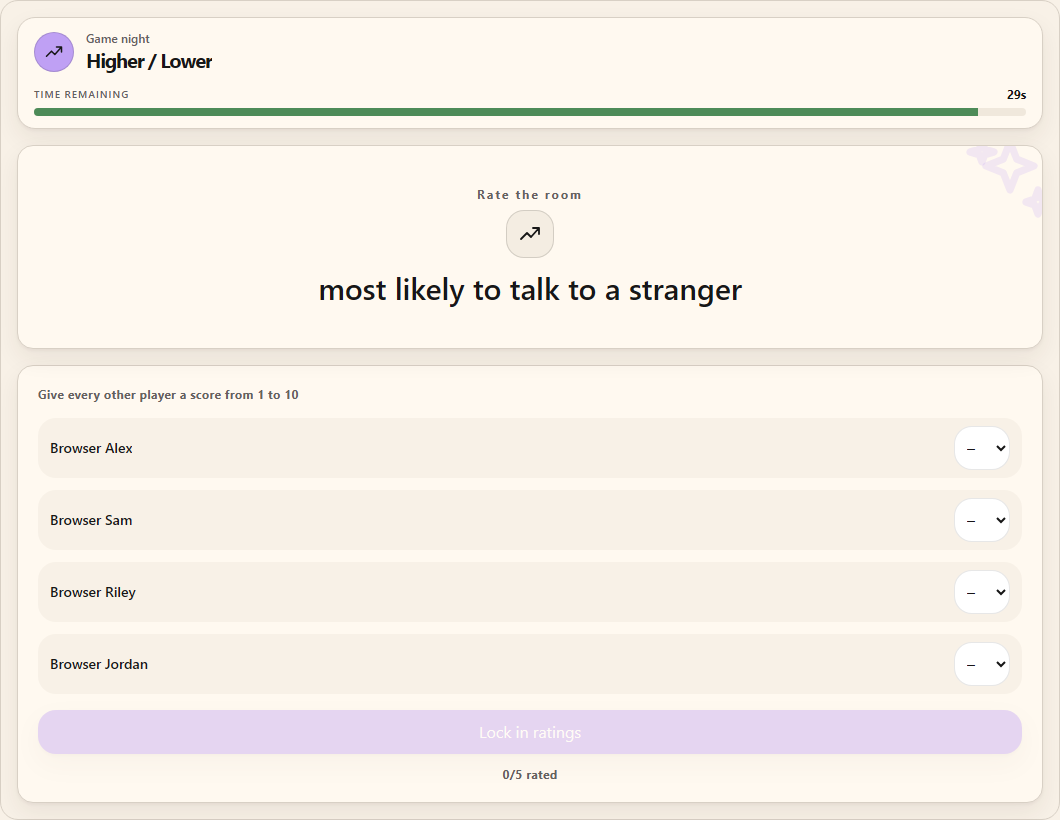 Game night
Higher / Lower
TIME REMAINING
29s
Rate the room
most likely to talk to a stranger
Give every other player a score from 1 to 10
Browser Alex
–
Browser Sam
–
Browser Riley
–
Browser Jordan
–
Lock in ratings
0/5 rated